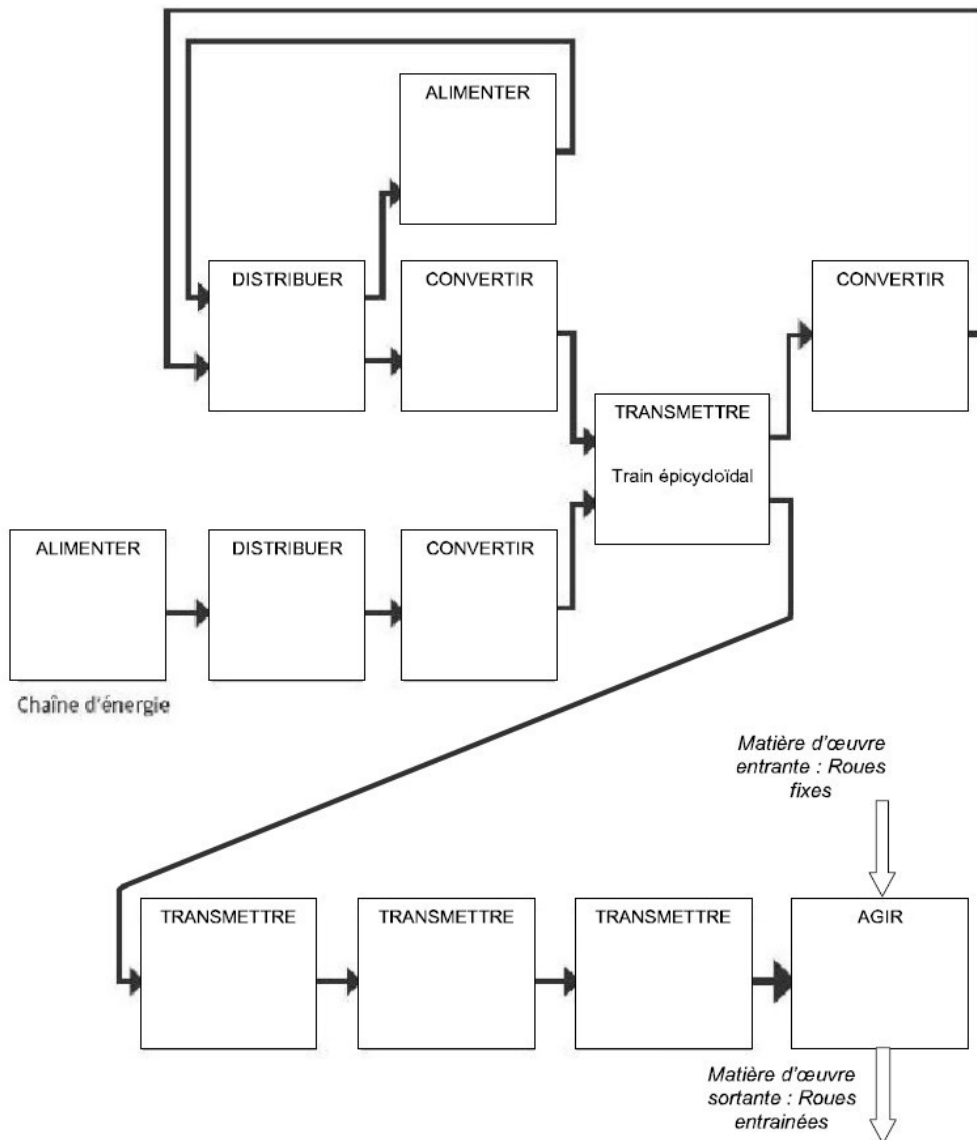 ALIMENTER
DISTRIBUER
CONVERTIR
CONVERTIR
TRANSMETTRE
Train épicycloïdal
ALIMENTER
DISTRIBUER
CONVERTIR
Chaîne d'énergie
Matière d'œuvre
entrante : Roues
fixes
TRANSMETTRE
TRANSMETTRE
TRANSMETTRE
AGIR
Matière d'œuvre
sortante : Roues
entrainées